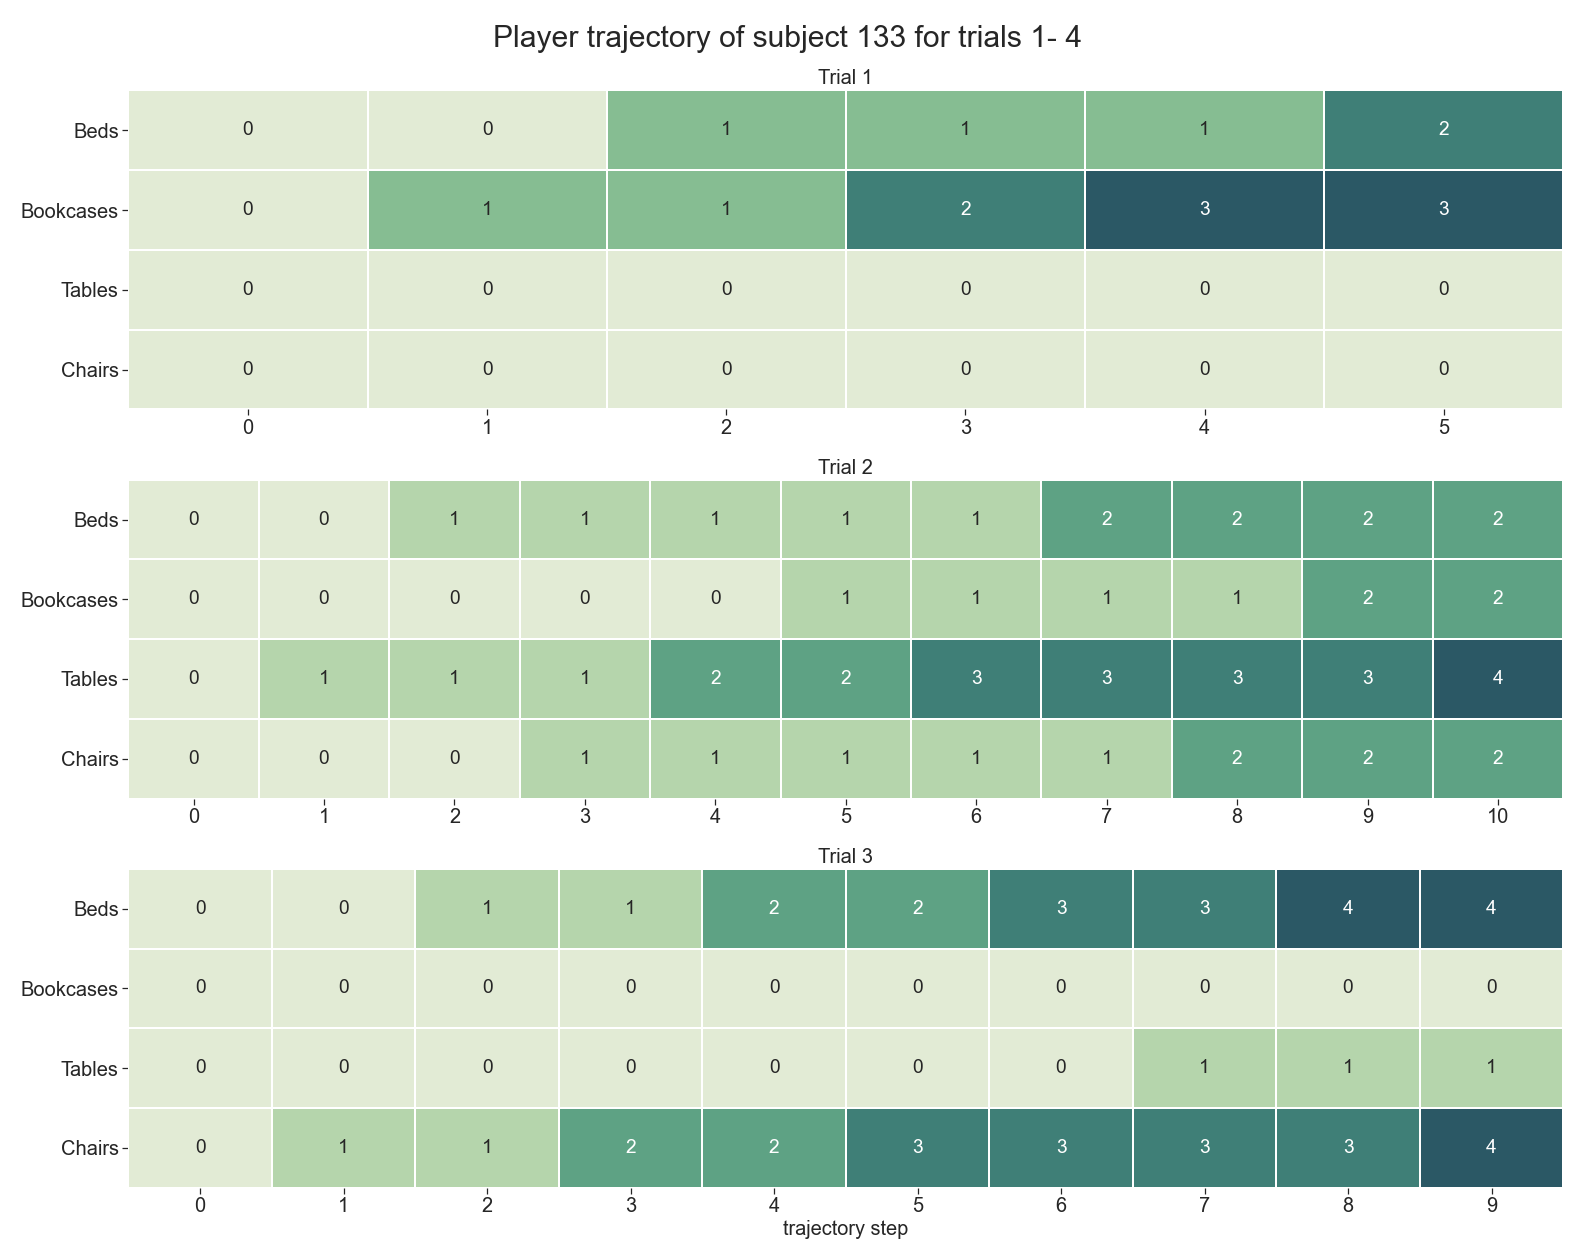 Player trajectory of subject 133 for trials 1- 4
Trial 1
Beds 0 0 1 1 1 2
Bookcases 0 1 1 2 3 3
Tables 0 0 0 0 0 0
Chairs 0 0 0 0 0 0
0 1 2 3 4 5
Trial 2
Beds 0 0 1 1 1 1 1 2 2 2 2
Bookcases 0 0 0 0 0 1 1 1 1 2 2
Tables 0 1 1 1 2 2 3 3 3 3 4
Chairs 0 0 0 1 1 1 1 1 2 2 2
0 1 2 3 4 5 6 7 8 9 10
Trial 3
Beds 0 0 1 1 2 2 3 3 4 4
Bookcases 0 0 0 0 0 0 0 0 0 0
Tables 0 0 0 0 0 0 0 1 1 1
Chairs 0 1 1 2 2 3 3 3 3 4
0 1 2 3 4 5 6 7 8 9
trajectory step